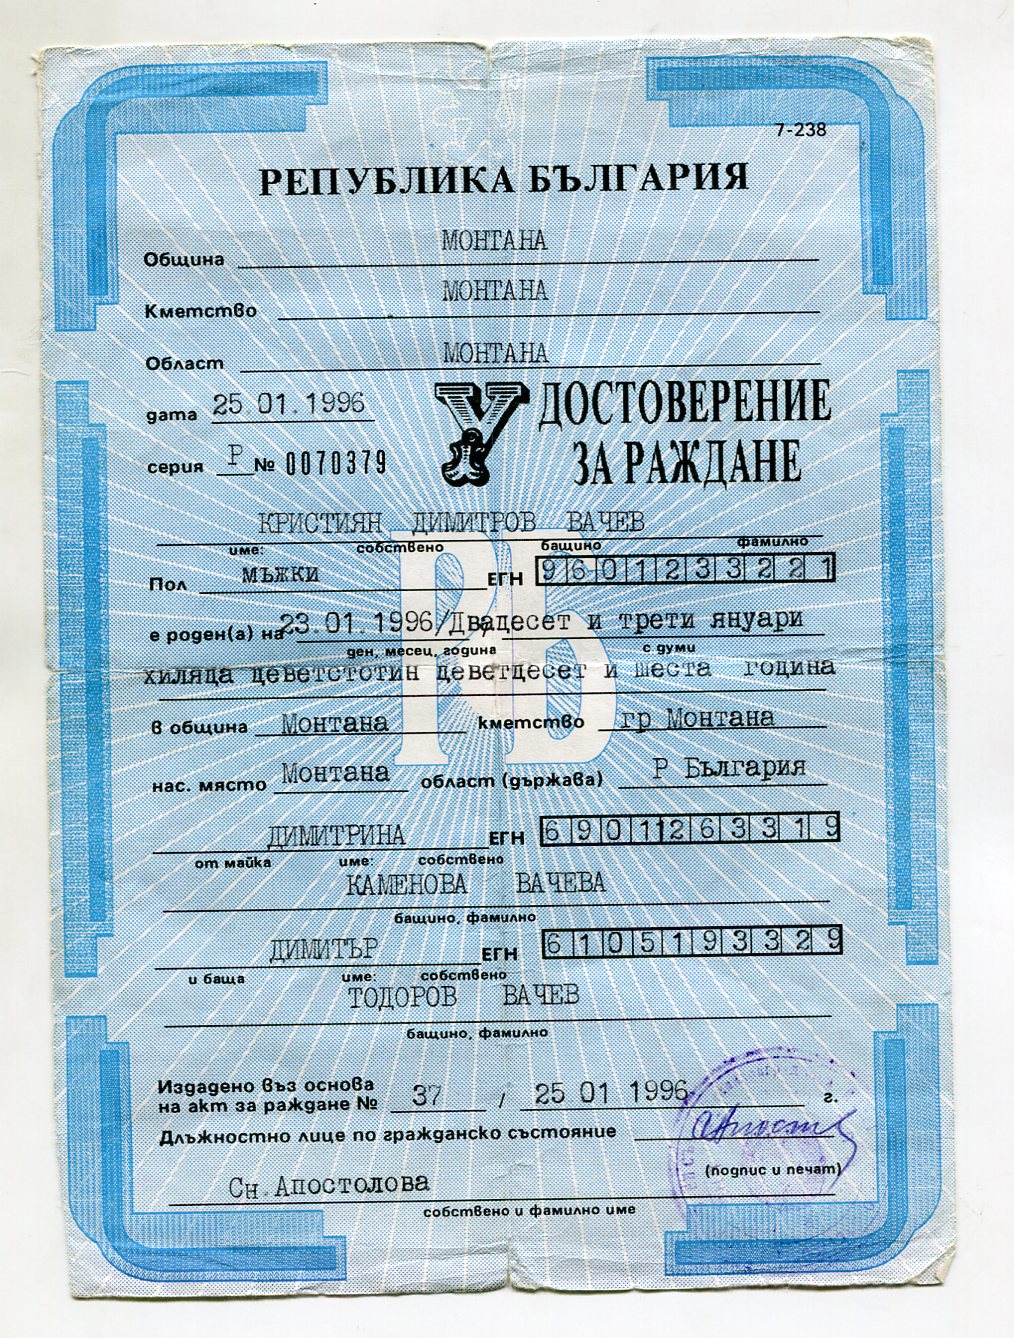 7-238
РЕПУБЛИКА БЪЛГАРИЯ
Община МОНТАНА
Кметство МОНТАНА
Област МОНТАНА
дата 25 01.1996
УДОСТОВЕРЕНИЕ
ЗА РАЖДАНЕ
серия Р № 0070379
КРИСТИЯН ДИМИТРОВ ВАЧЕВ
име: собствено бащино фамилно
Пол мъжки ЕГН 9601233221
е роден(а) на 23.01.1996/Двадесет и трети януари
ден, месец, година с думи
хиляда деветстотин деветдесет и шеста година
в община Монтана кметство гр Монтана
нас. място Монтана област (държава) Р България
ДИМИТРИНА ЕГН 69011263319
от майка име: собствено
КАМЕНОВА ВАЧЕВА
бащино, фамилно
ДИМИТЪР ЕГН 6105193329
и баща име: собствено
ТОДОРОВ ВАЧЕВ
бащино, фамилно
Издадено въз основа
на акт за раждане № 37 / 25 01 1996 г.
Длъжностно лице по гражданско състояние
(подпис и печат)
Сн.Апостолова
собствено и фамилно име